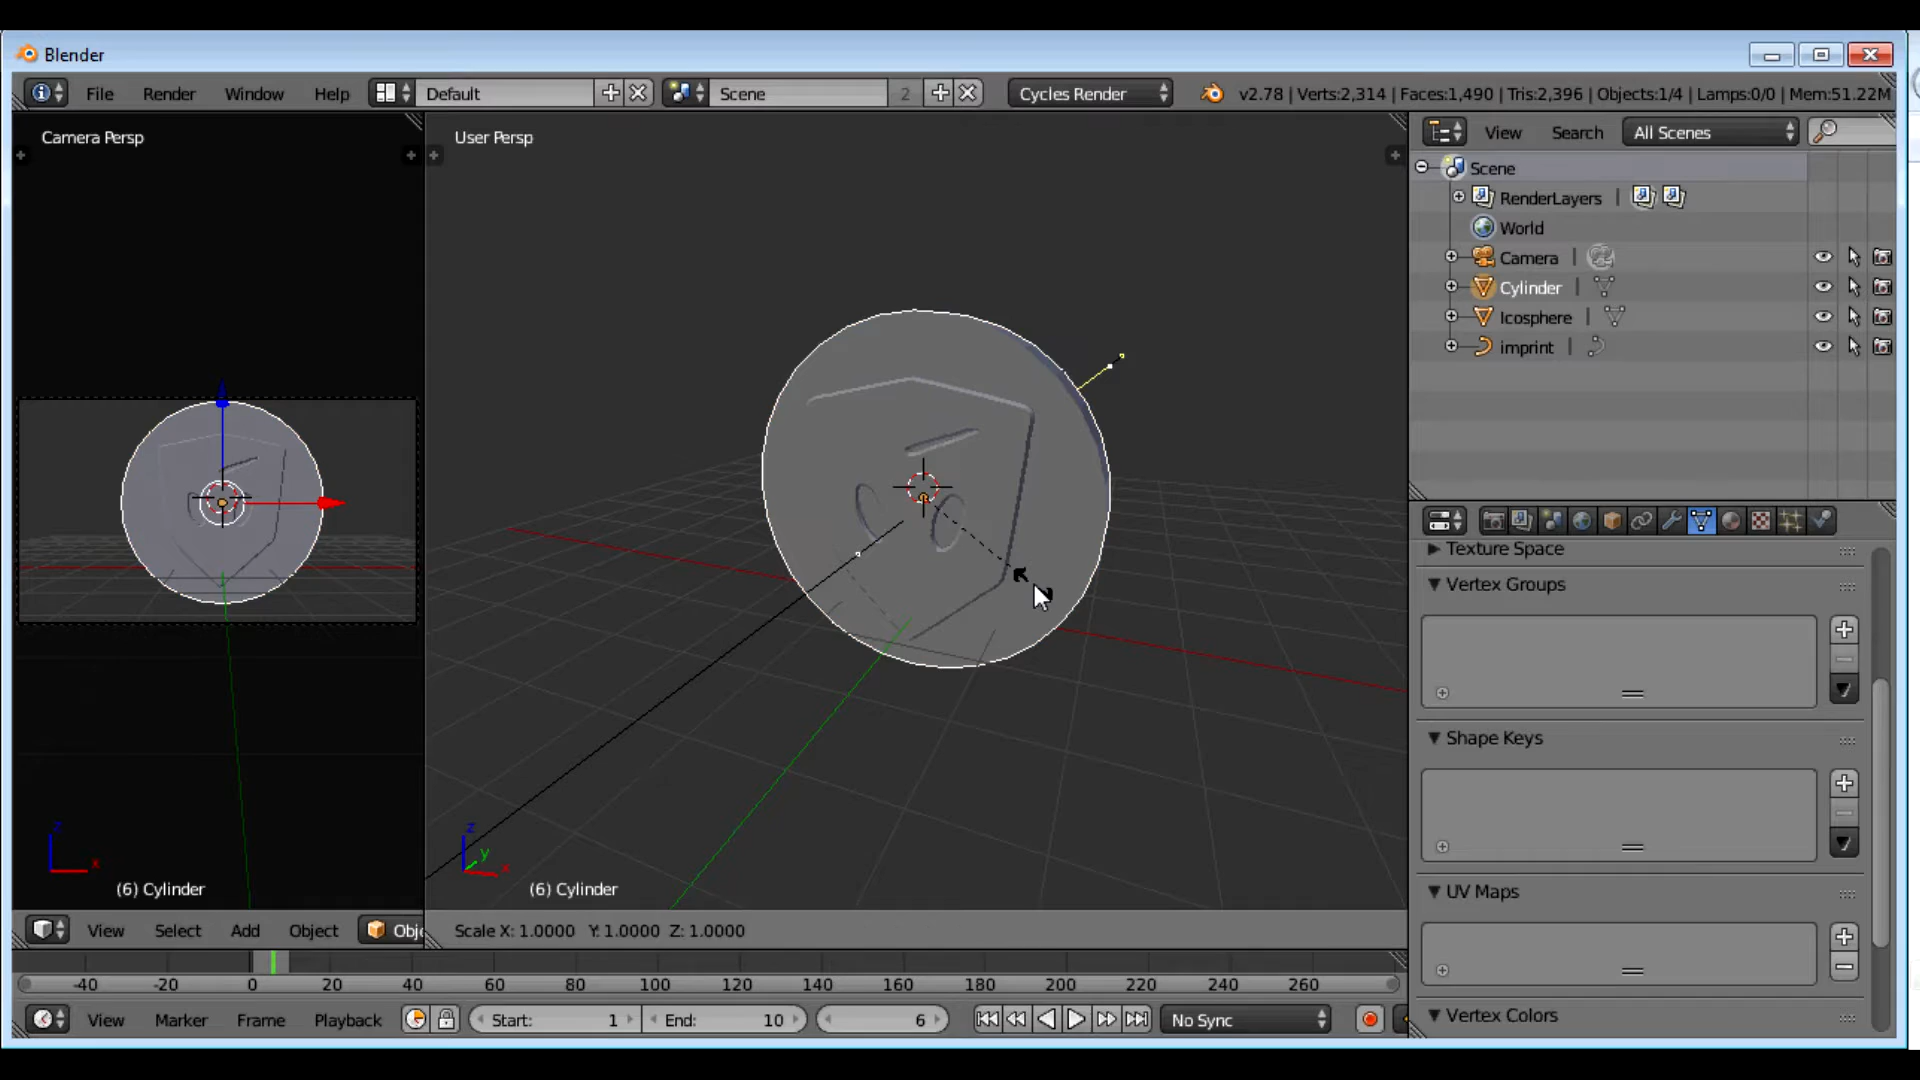 Blender
File Render Window Help Default Scene 2 Cycles Render v2.78 | Verts:2,314 | Faces:1,490 | Tris:2,396 | Objects:1/4 | Lamps:0/0 | Mem:51.22M
Camera Persp
User Persp
View Search All Scenes
Scene
RenderLayers
World
Camera
Cylinder
Icosphere
imprint
Texture Space
Vertex Groups
Shape Keys
UV Maps
Vertex Colors
z
x
(6) Cylinder
z
y
x
(6) Cylinder
View Select Add Object Obj
Scale X: 1.0000 Y: 1.0000 Z: 1.0000
-40 -20 0 20 40 60 80 100 120 140 160 180 200 220 240 260
View Marker Frame Playback Start: 1 End: 10 6 No Sync